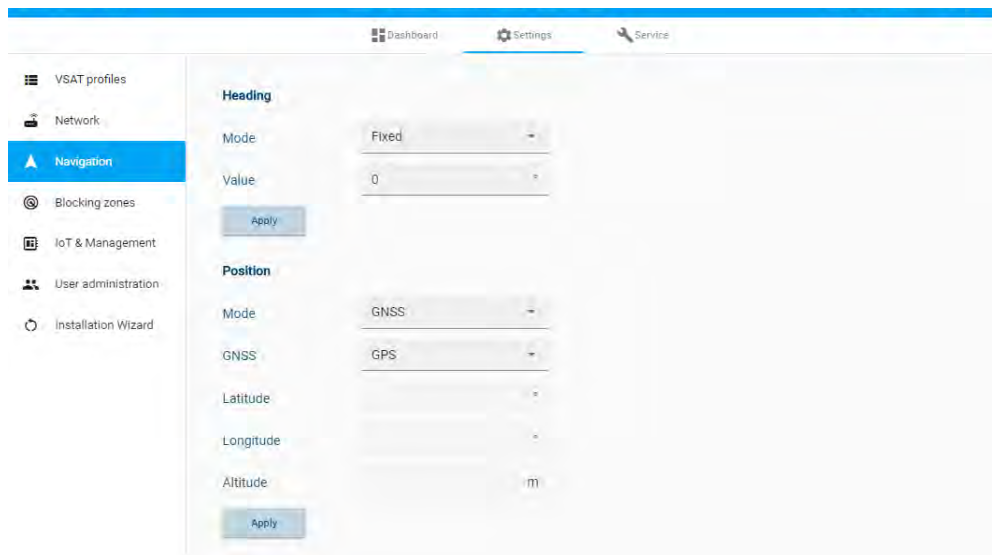 Dashboard Settings Service
VSAT profiles
Network
Navigation
Blocking zones
IoT & Management
User administration
Installation Wizard
Heading
Mode Fixed
Value 0 °
Apply
Position
Mode GNSS
GNSS GPS
Latitude °
Longitude °
Altitude m
Apply